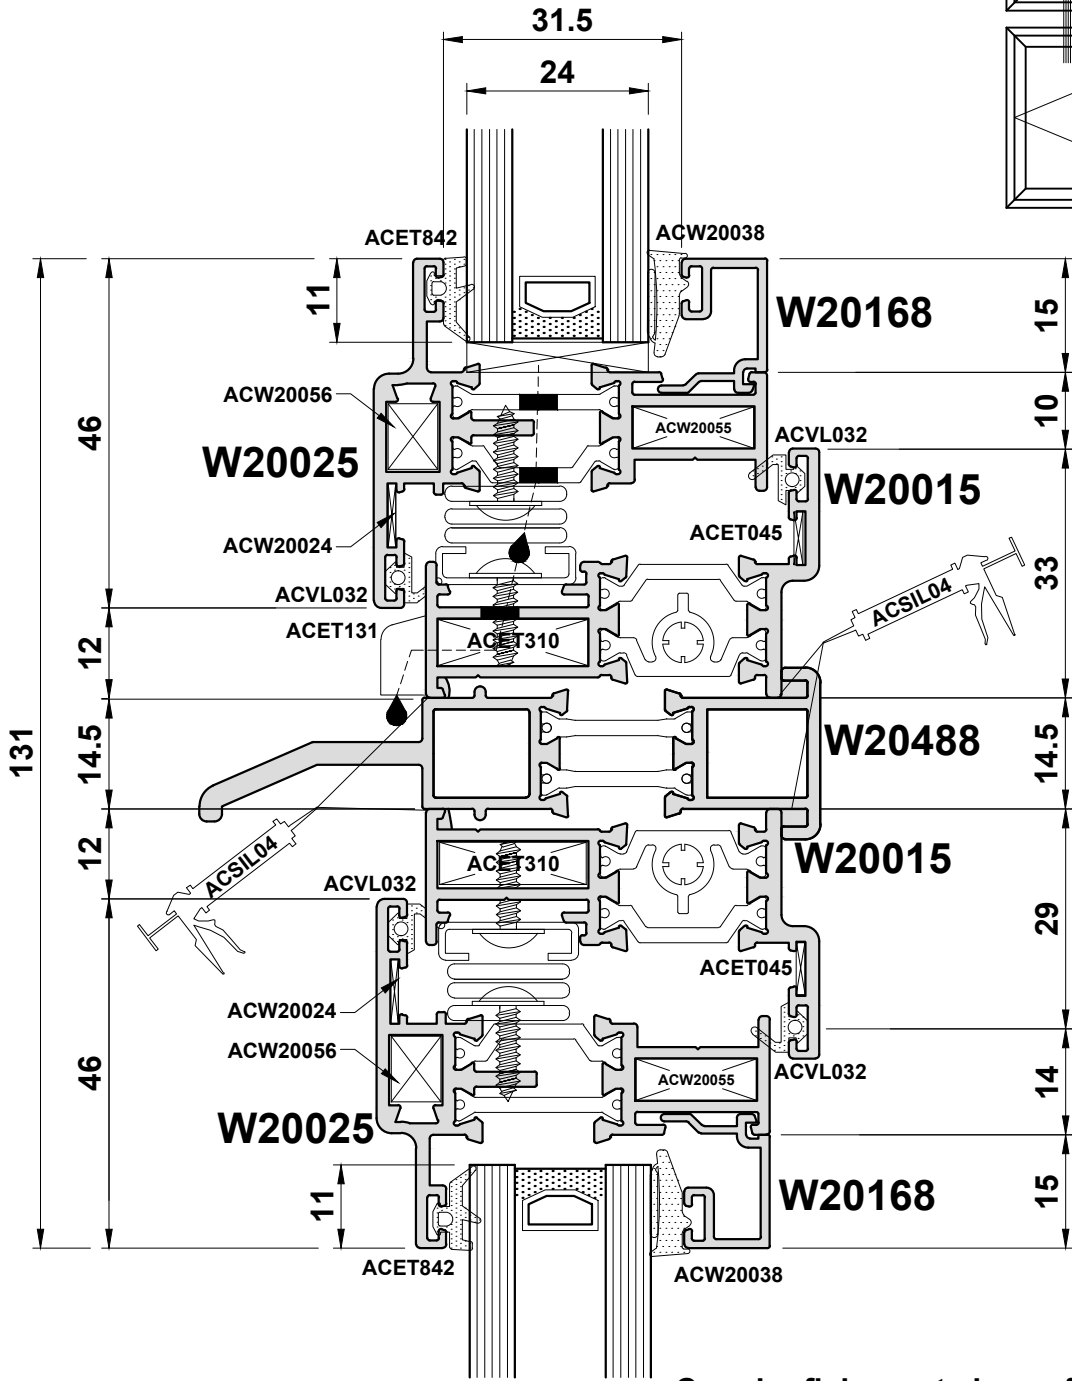 31.5
24
ACET842
ACW20038
11
W20168
15
ACW20056
46
10
ACW20055
ACVL032
W20025
W20015
ACET045
ACW20024
33
ACVL032
ACSIL04
ACET131
ACET310
12
131
14.5
W20488
14.5
12
ACSIL04
ACET310
W20015
ACVL032
29
ACET045
ACW20024
ACW20056
46
ACVL032
ACW20055
14
W20025
W20168
11
15
ACET842
ACW20038